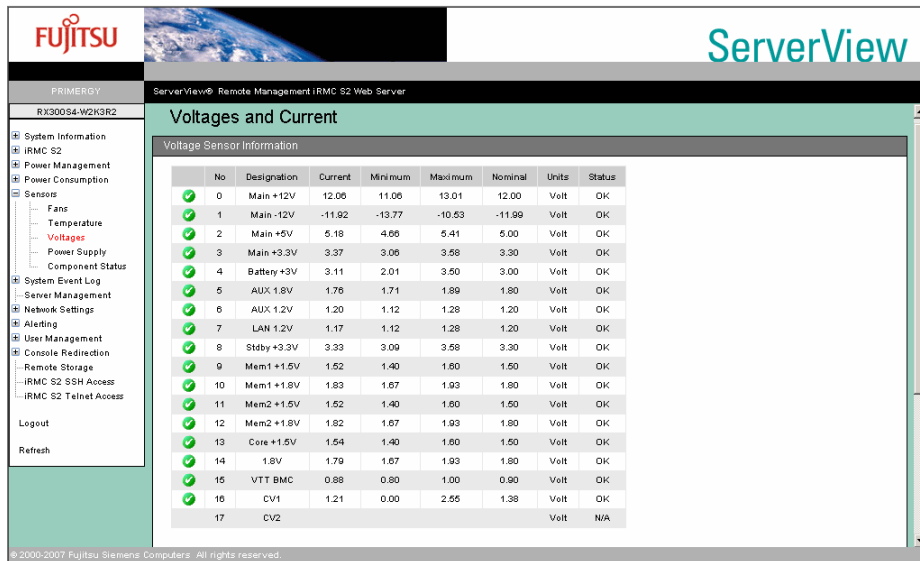 FUJITSU
ServerView
PRIMERGY
ServerView® Remote Management iRMC S2 Web Server
RX300S4-W2K3R2
System Information
iRMC S2
Power Management
Power Consumption
Sensors
Fans
Temperature
Voltages
Power Supply
Component Status
System Event Log
Server Management
Network Settings
Alerting
User Management
Console Redirection
Remote Storage
iRMC S2 SSH Access
iRMC S2 Telnet Access
Logout
Refresh
Voltages and Current
Voltage Sensor Information
No Designation Current Minimum Maximum Nominal Units Status
0 Main +12V 12.06 11.06 13.01 12.00 Volt OK
1 Main -12V -11.92 -13.77 -10.53 -11.99 Volt OK
2 Main +5V 5.18 4.66 5.41 5.00 Volt OK
3 Main +3.3V 3.37 3.06 3.58 3.30 Volt OK
4 Battery +3V 3.11 2.01 3.50 3.00 Volt OK
5 AUX 1.8V 1.76 1.71 1.89 1.80 Volt OK
6 AUX 1.2V 1.20 1.12 1.28 1.20 Volt OK
7 LAN 1.2V 1.17 1.12 1.28 1.20 Volt OK
8 Stdby +3.3V 3.33 3.09 3.58 3.30 Volt OK
9 Mem1 +1.5V 1.52 1.40 1.60 1.50 Volt OK
10 Mem1 +1.8V 1.83 1.67 1.93 1.80 Volt OK
11 Mem2 +1.5V 1.52 1.40 1.60 1.50 Volt OK
12 Mem2 +1.8V 1.82 1.67 1.93 1.80 Volt OK
13 Core +1.5V 1.54 1.40 1.60 1.50 Volt OK
14 1.8V 1.79 1.67 1.93 1.80 Volt OK
15 VTT BMC 0.88 0.80 1.00 0.90 Volt OK
16 CV1 1.21 0.00 2.55 1.38 Volt OK
17 CV2 Volt N/A
© 2000-2007 Fujitsu Siemens Computers All rights reserved.